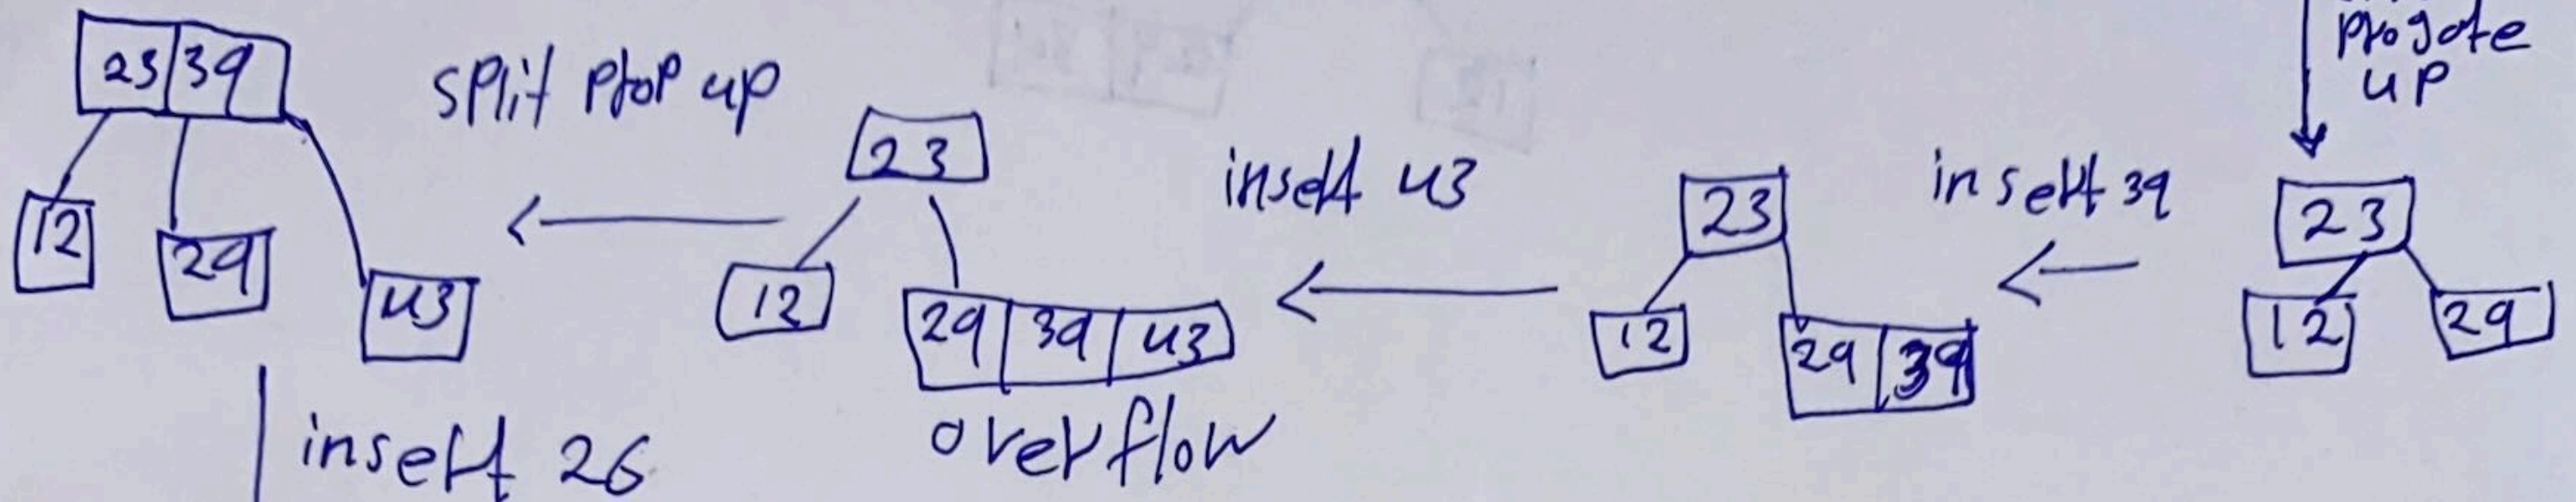 progate
up
23
12 29
insert 39
23
12
29 39
insert 43
23
12
29 39 43
overflow
split prop up
23 39
12
29
43
insert 26